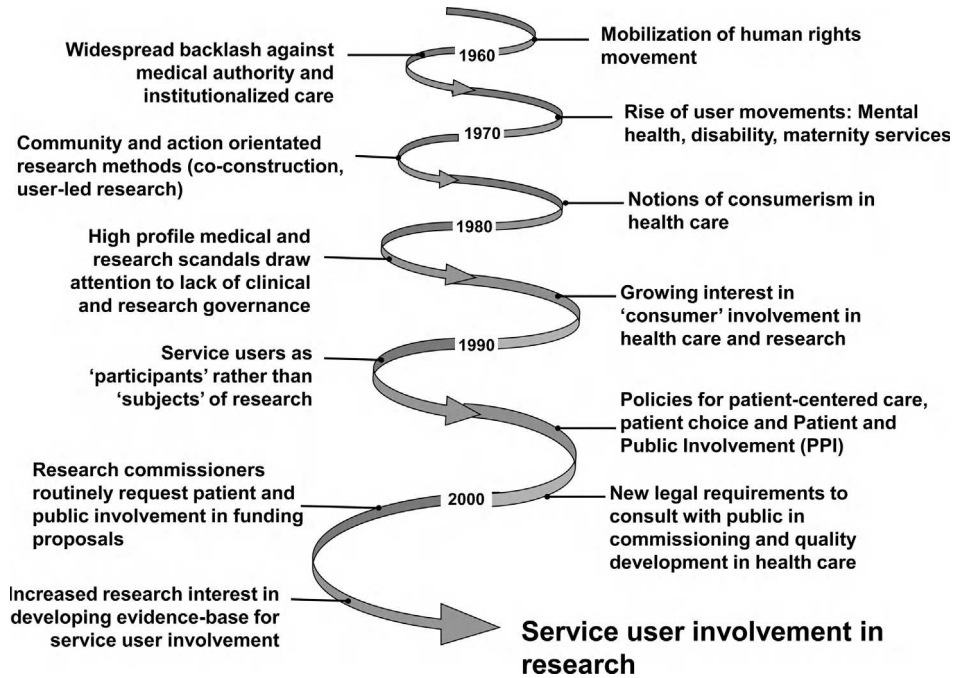 Mobilization of human rights
movement
Widespread backlash against
medical authority and
institutionalized care
1960
Rise of user movements: Mental
health, disability, maternity services
1970
Community and action orientated
research methods (co-construction,
user-led research)
Notions of consumerism in
health care
1980
High profile medical and
research scandals draw
attention to lack of clinical
and research governance
Growing interest in
‘consumer’ involvement in
health care and research
1990
Service users as
‘participants’ rather than
‘subjects’ of research
Policies for patient-centered care,
patient choice and Patient and
Public Involvement (PPI)
2000
New legal requirements to
consult with public in
commissioning and quality
development in health care
Research commissioners
routinely request patient and
public involvement in funding
proposals
Increased research interest in
developing evidence-base for
service user involvement
Service user involvement in
research